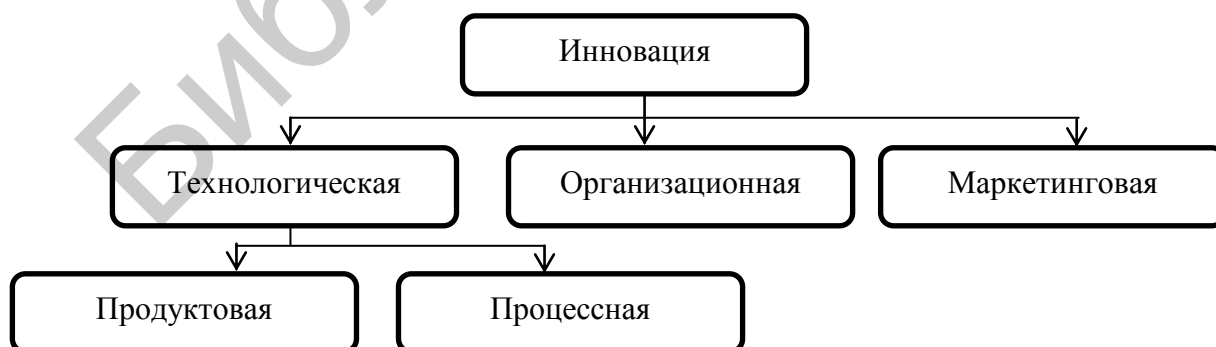 Инновация
Технологическая
Организационная
Маркетинговая
Продуктовая
Процессная